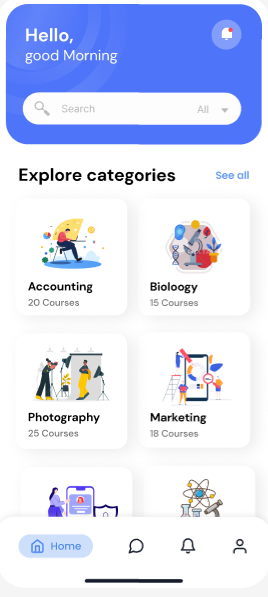 Hello,
good Morning
Search
All
Explore categories
See all
Accounting
20 Courses
Bioloogy
15 Courses
Photography
25 Courses
Marketing
18 Courses
Home